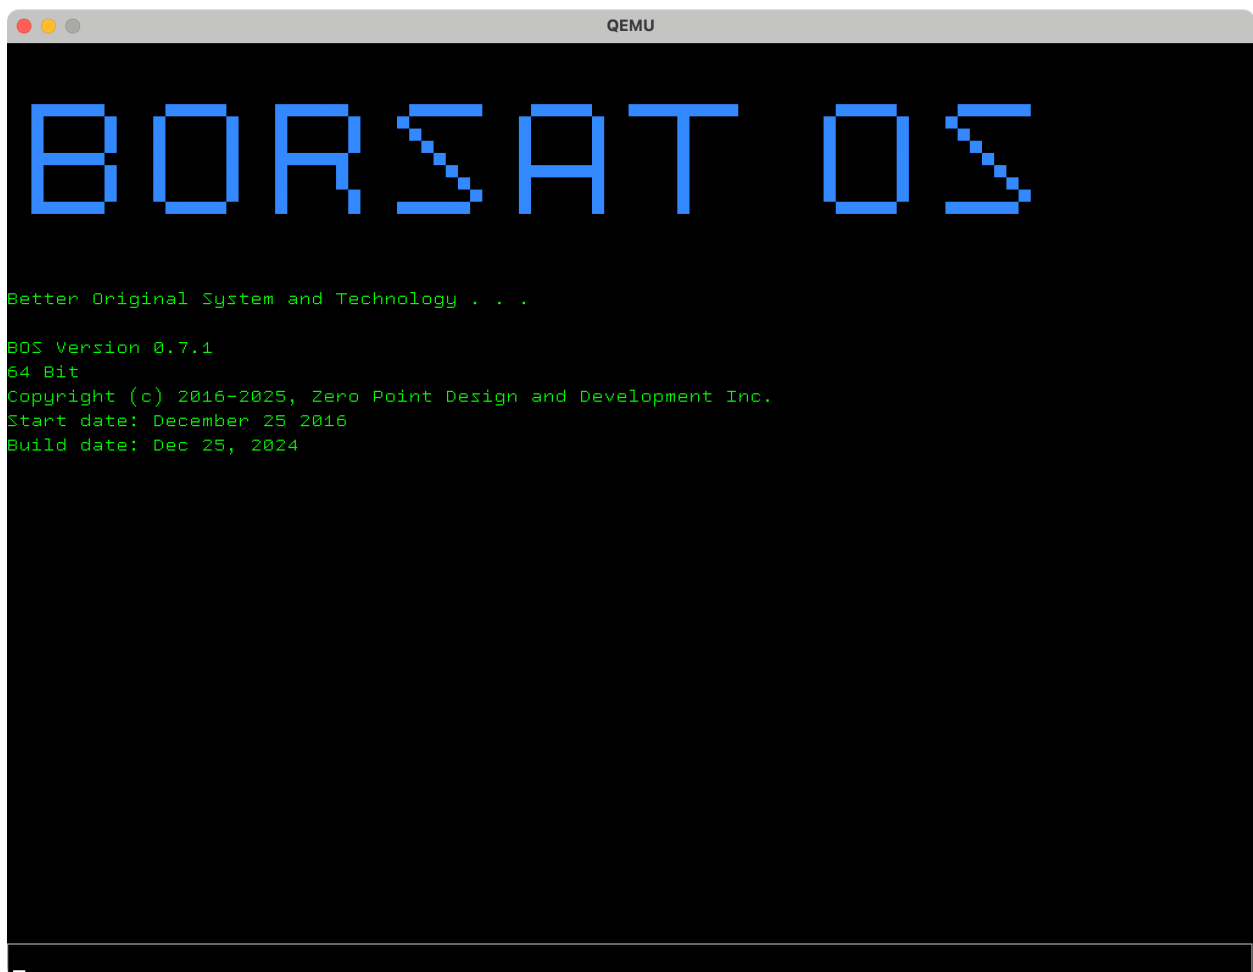 QEMU
BORSAT OS
Better Original System and Technology . . .
BOS Version 0.7.1
64 Bit
Copyright (c) 2016-2025, Zero Point Design and Development Inc.
Start date: December 25 2016
Build date: Dec 25, 2024